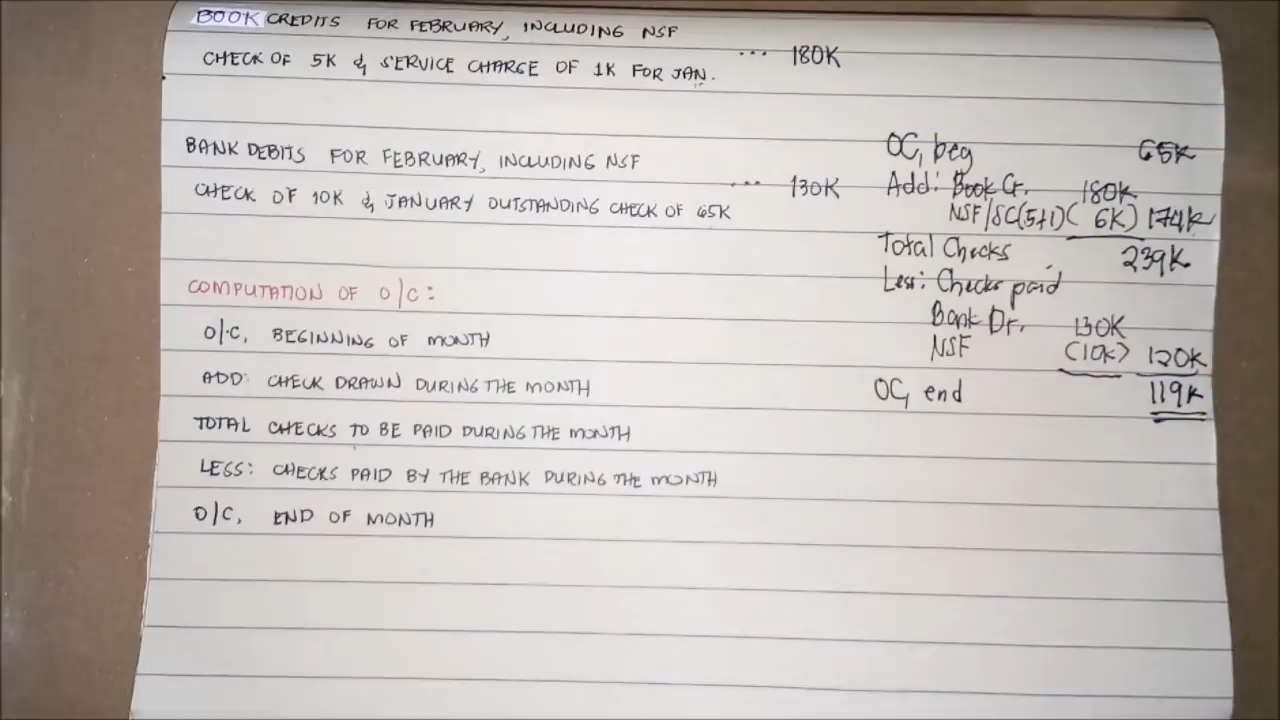 BOOK CREDITS FOR FEBRUARY, INCLUDING NSF
CHECK OF 5K & SERVICE CHARGE OF 1K FOR JAN. ... 180K
BANK DEBITS FOR FEBRUARY, INCLUDING NSF
CHECK OF 10K & JANUARY OUTSTANDING CHECK OF 65K ... 130K
COMPUTATION OF O/C:
O/C, BEGINNING OF MONTH
ADD: CHECK DRAWN DURING THE MONTH
TOTAL CHECKS TO BE PAID DURING THE MONTH
LESS: CHECKS PAID BY THE BANK DURING THE MONTH
O/C, END OF MONTH
OC, beg 65K
Add: Book Cr. 180K
NSF/SC(5+1) (6K) 174K
Total Checks 239K
Less: Checks paid
Bank Dr. 130K
NSF (10K) 120K
OC, end 119K